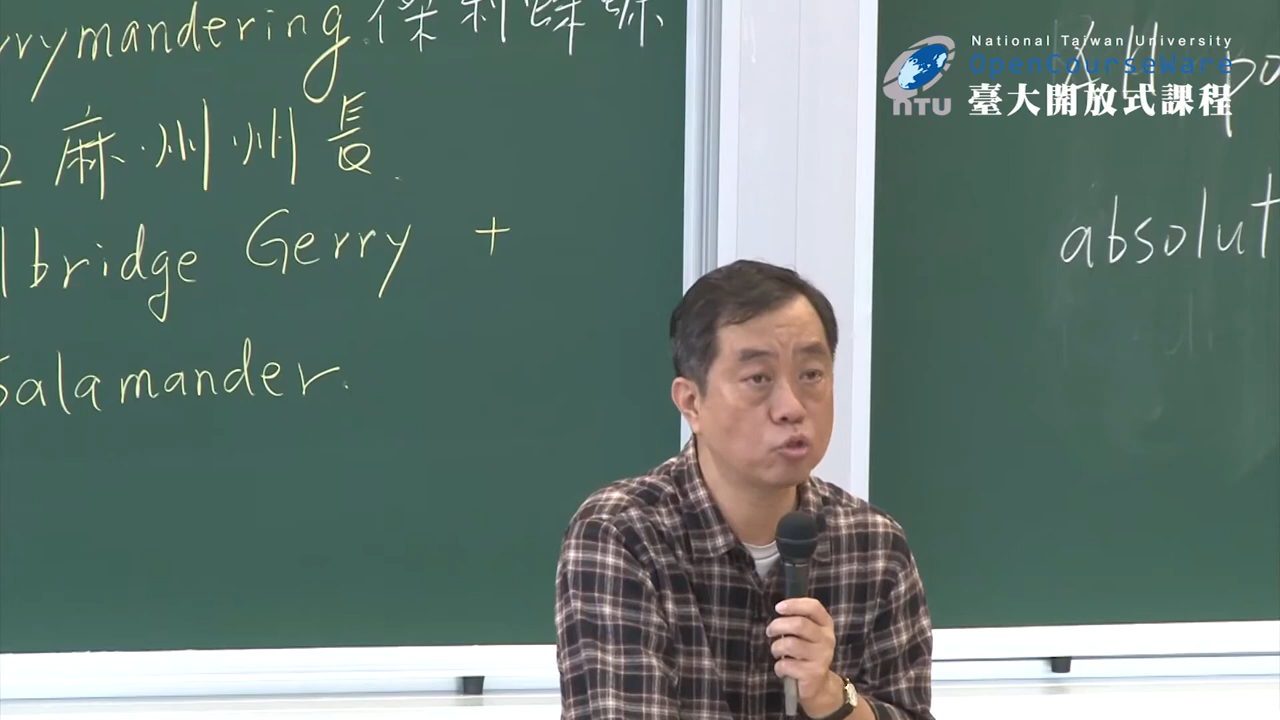 rrymandering.傑利蠑螈
2 麻州州長.
lbridge Gerry +
Salamander.
absolut
National Taiwan University
OpenCourseWare
臺大開放式課程
NTU